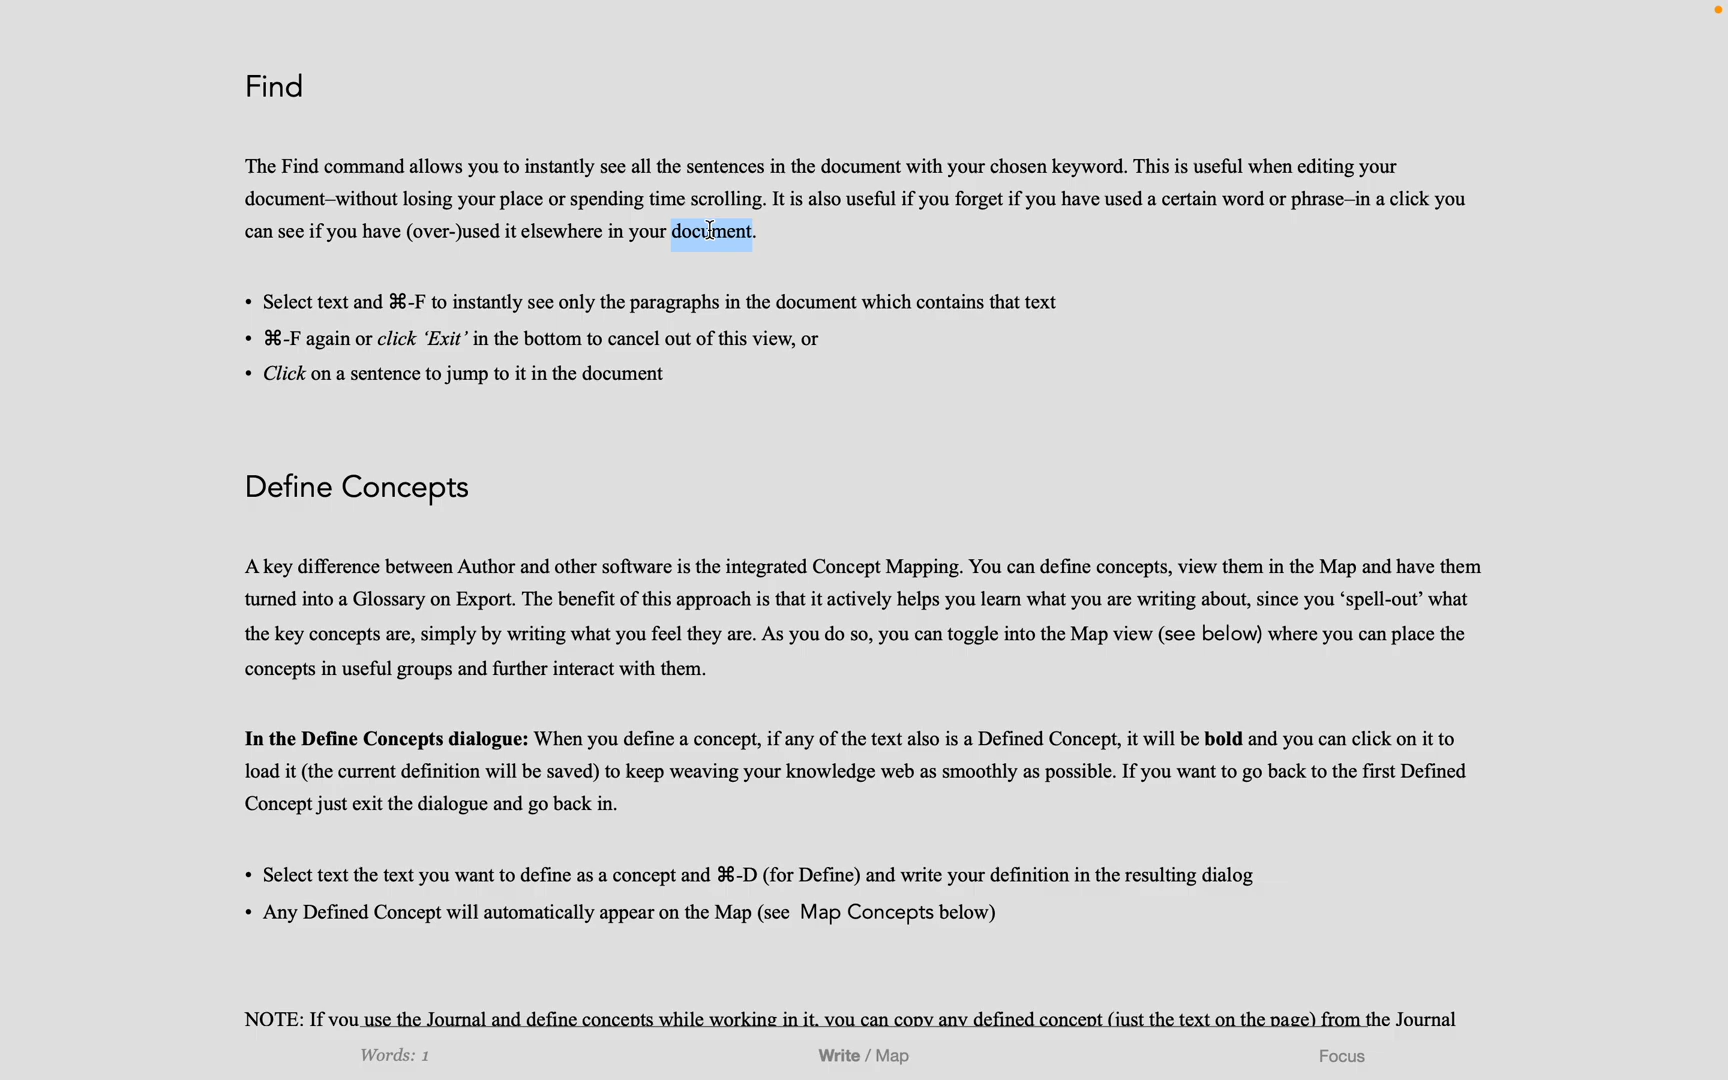 Find
The Find command allows you to instantly see all the sentences in the document with your chosen keyword. This is useful when editing your
document–without losing your place or spending time scrolling. It is also useful if you forget if you have used a certain word or phrase–in a click you
can see if you have (over-)used it elsewhere in your document.
• Select text and ⌘-F to instantly see only the paragraphs in the document which contains that text
• ⌘-F again or click ‘Exit’ in the bottom to cancel out of this view, or
• Click on a sentence to jump to it in the document
Define Concepts
A key difference between Author and other software is the integrated Concept Mapping. You can define concepts, view them in the Map and have them
turned into a Glossary on Export. The benefit of this approach is that it actively helps you learn what you are writing about, since you ‘spell-out’ what
the key concepts are, simply by writing what you feel they are. As you do so, you can toggle into the Map view (see below) where you can place the
concepts in useful groups and further interact with them.
In the Define Concepts dialogue: When you define a concept, if any of the text also is a Defined Concept, it will be bold and you can click on it to
load it (the current definition will be saved) to keep weaving your knowledge web as smoothly as possible. If you want to go back to the first Defined
Concept just exit the dialogue and go back in.
• Select text the text you want to define as a concept and ⌘-D (for Define) and write your definition in the resulting dialog
• Any Defined Concept will automatically appear on the Map (see  Map Concepts below)
NOTE: If you use the Journal and define concepts while working in it, you can copy any defined concept (just the text on the page) from the Journal
Words: 1
Write / Map
Focus